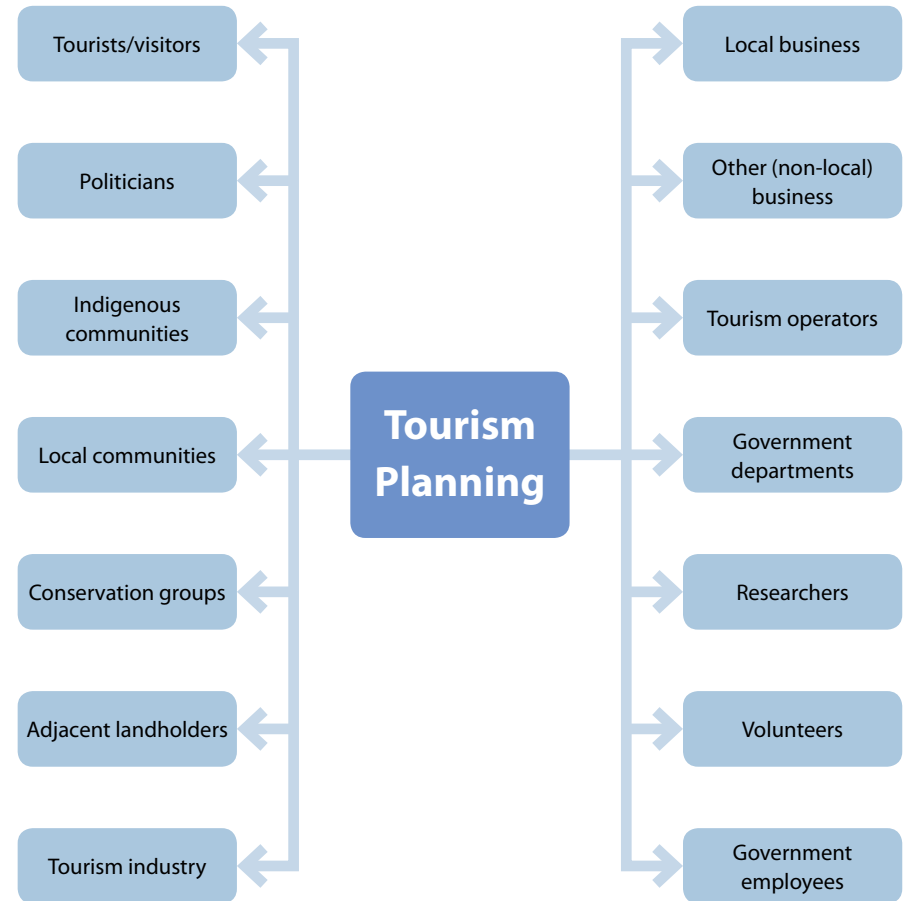 Tourists/visitors
Politicians
Indigenous
communities
Local communities
Conservation groups
Adjacent landholders
Tourism industry
Tourism
Planning
Local business
Other (non-local)
business
Tourism operators
Government
departments
Researchers
Volunteers
Government
employees